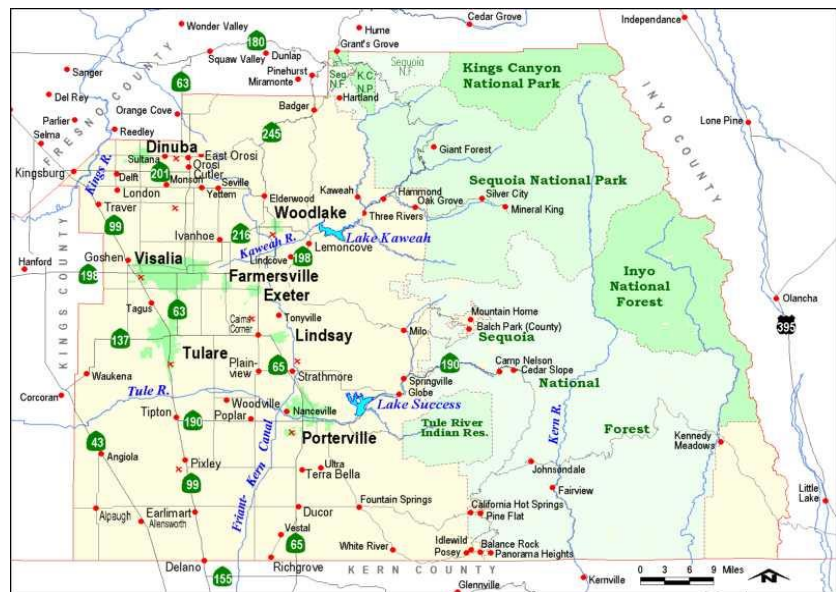 Wonder Valley
Cedar Grove
Independence
Hume
180
Squaw Valley
Dunlap
Grant's Grove
Sanger
Pinehurst
Miramonte
Seq.
N.F.
K.C.
N.P.
Sequoia
N.F.
Kings Canyon
National Park
INYO COUNTY
63
Del Rey
Hartland
Parlier
Orange Cove
Badger
Lone Pine
FRESNO COUNTY
Selma
Reedley
245
Dinuba
Giant Forest
Sultana
East Orosi
Orosi
Cutler
Kingsburg
Kings R.
Delft
201
Sequoia National Park
London
Monson
Seville
Yettem
Elderwood
Kaweah
Hammond
Silver City
Oak Grove
Mineral King
Traver
Woodlake
Three Rivers
99
216
Ivanhoe
Kaweah R.
Lake Kaweah
Goshen
Lemoncove
Lindcove
198
Visalia
Hanford
198
KINGS COUNTY
Farmersville
Inyo
National
Forest
Exeter
Olancha
Tagus
63
Tonyville
Mountain Home
Cairns
Corner
Balch Park (County)
395
137
Lindsay
Milo
Sequoia
Tulare
190
Camp Nelson
Cedar Slope
Waukena
Plain-
view
65
Strathmore
Springville
National
Corcoran
Tule R.
Woodville
Globe
Lake Success
Kern R.
Tipton
190
Poplar
Nanceville
Tule River
Indian Res.
Forest
Porterville
Kennedy
Meadows
43
Angiola
Friant-Kern Canal
Pixley
Ultra
Terra Bella
Johnsondale
99
Fairview
Little
Lake
Alpaugh
Earlimart
Allensworth
Ducor
Fountain Springs
California Hot Springs
Pine Flat
Vestal
65
White River
Idlewild
Posey
Balance Rock
Panorama Heights
Delano
155
Richgrove
KERN COUNTY
Glennville
Kernville
0 3 6 9 Miles
N